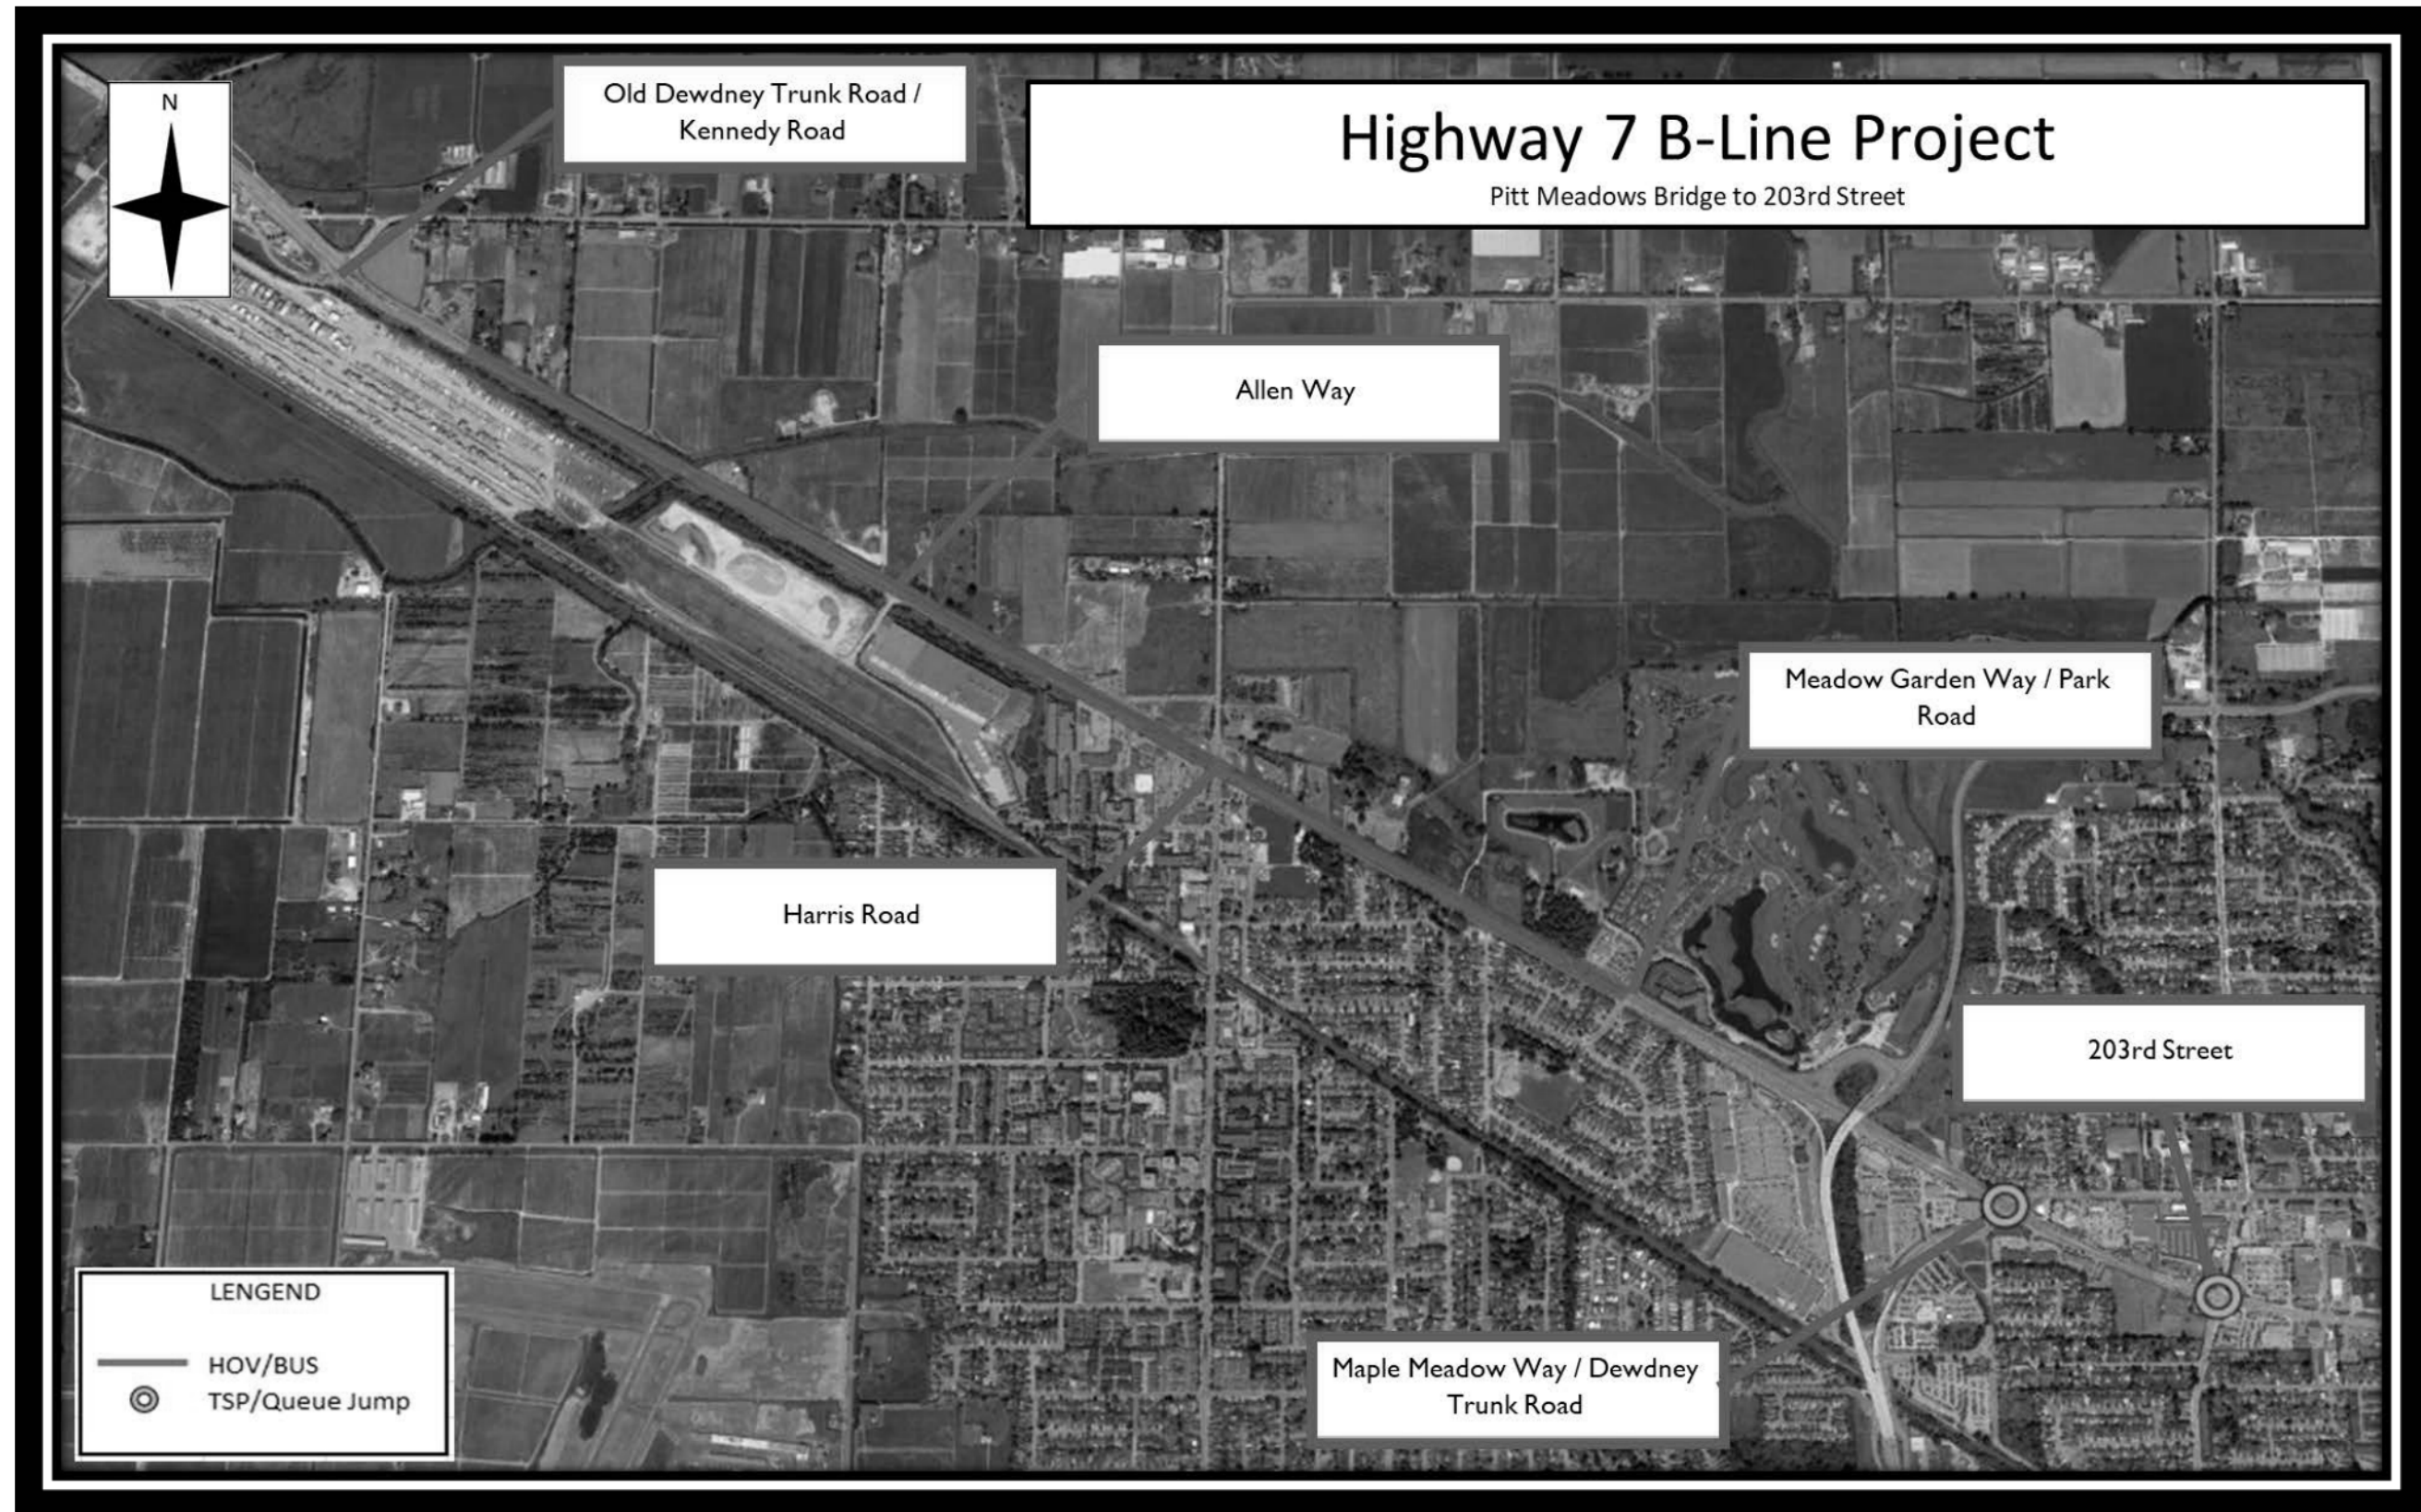 N
Old Dewdney Trunk Road /
Kennedy Road
Highway 7 B-Line Project
Pitt Meadows Bridge to 203rd Street
Allen Way
Meadow Garden Way / Park
Road
Harris Road
203rd Street
Maple Meadow Way / Dewdney
Trunk Road
LENGEND
HOV/BUS
TSP/Queue Jump